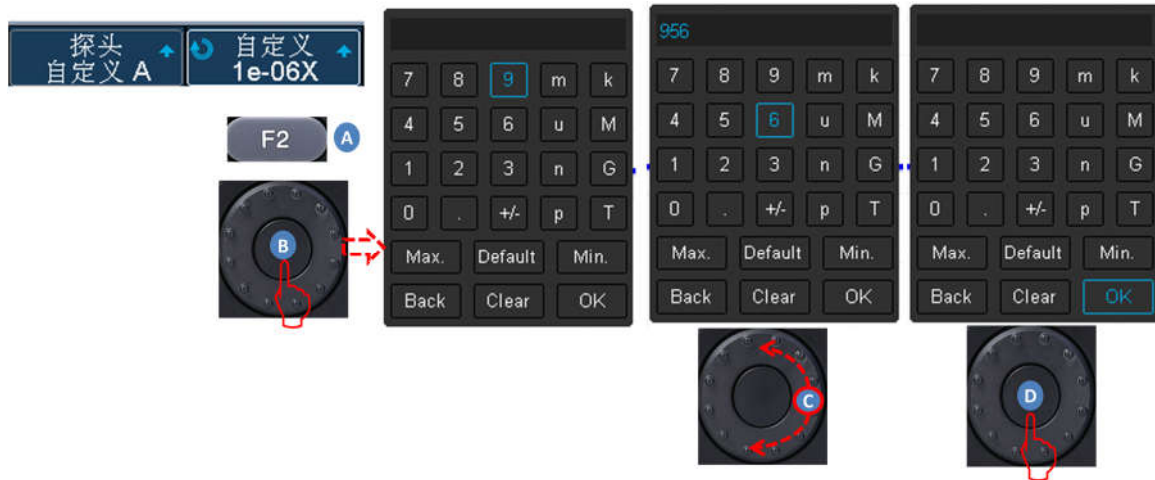 探头
自定义 A
自定义
1e-06X
F2
A
B
7 8 9 m k
4 5 6 u M
1 2 3 n G
0 . +/- p T
Max. Default Min.
Back Clear OK
956
7 8 9 m k
4 5 6 u M
1 2 3 n G
0 . +/- p T
Max. Default Min.
Back Clear OK
C
7 8 9 m k
4 5 6 u M
1 2 3 n G
0 . +/- p T
Max. Default Min.
Back Clear OK
D